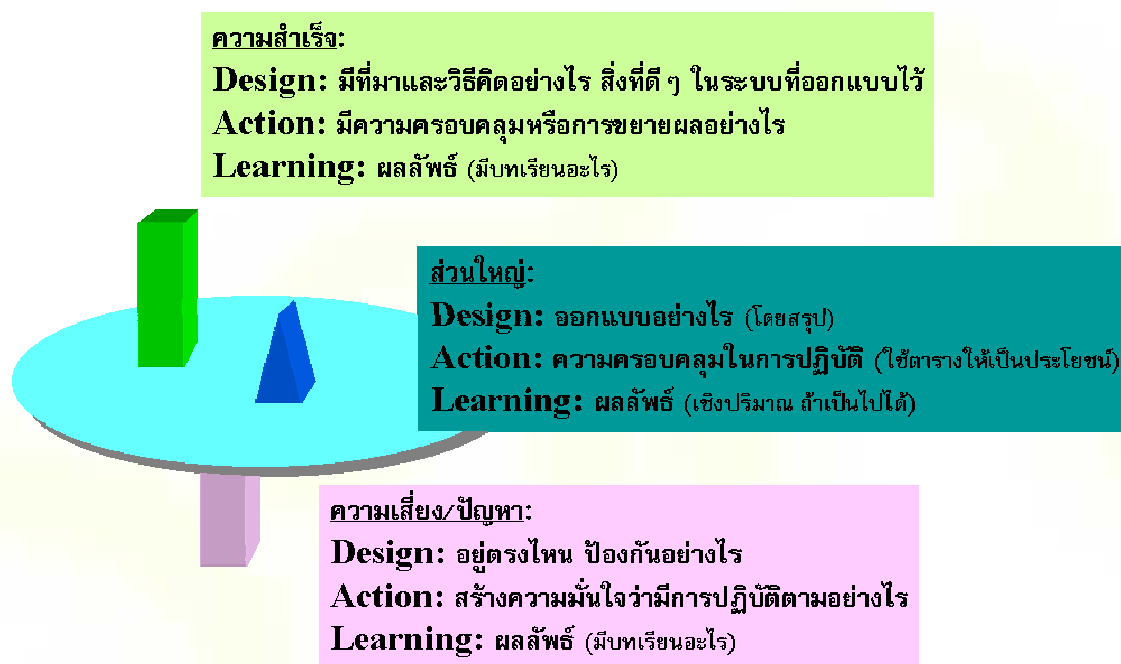 ความสำเร็จ:
Design: มีที่มาและวิธีคิดอย่างไร สิ่งที่ดี ๆ ในระบบที่ออกแบบไว้
Action: มีความครอบคลุมหรือการขยายผลอย่างไร
Learning: ผลลัพธ์ (มีบทเรียนอะไร)
ส่วนใหญ่:
Design: ออกแบบอย่างไร (โดยสรุป)
Action: ความครอบคลุมในการปฏิบัติ (ใช้ตารางให้เป็นประโยชน์)
Learning: ผลลัพธ์ (เชิงปริมาณ ถ้าเป็นไปได้)
ความเสี่ยง/ปัญหา:
Design: อยู่ตรงไหน ป้องกันอย่างไร
Action: สร้างความมั่นใจว่ามีการปฏิบัติตามอย่างไร
Learning: ผลลัพธ์ (มีบทเรียนอะไร)